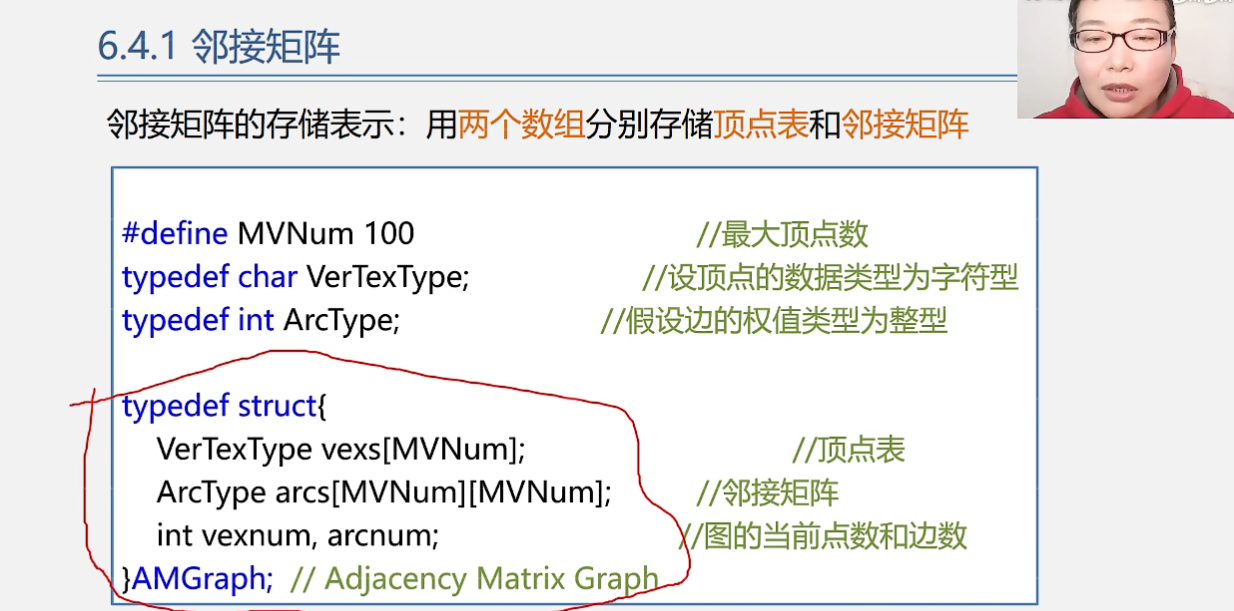 6.4.1 邻接矩阵
邻接矩阵的存储表示：用两个数组分别存储顶点表和邻接矩阵
#define MVNum 100 //最大顶点数
typedef char VerTexType; //设顶点的数据类型为字符型
typedef int ArcType; //假设边的权值类型为整型
typedef struct{
VerTexType vexs[MVNum]; //顶点表
ArcType arcs[MVNum][MVNum]; //邻接矩阵
int vexnum, arcnum; //图的当前点数和边数
}AMGraph; // Adjacency Matrix Graph